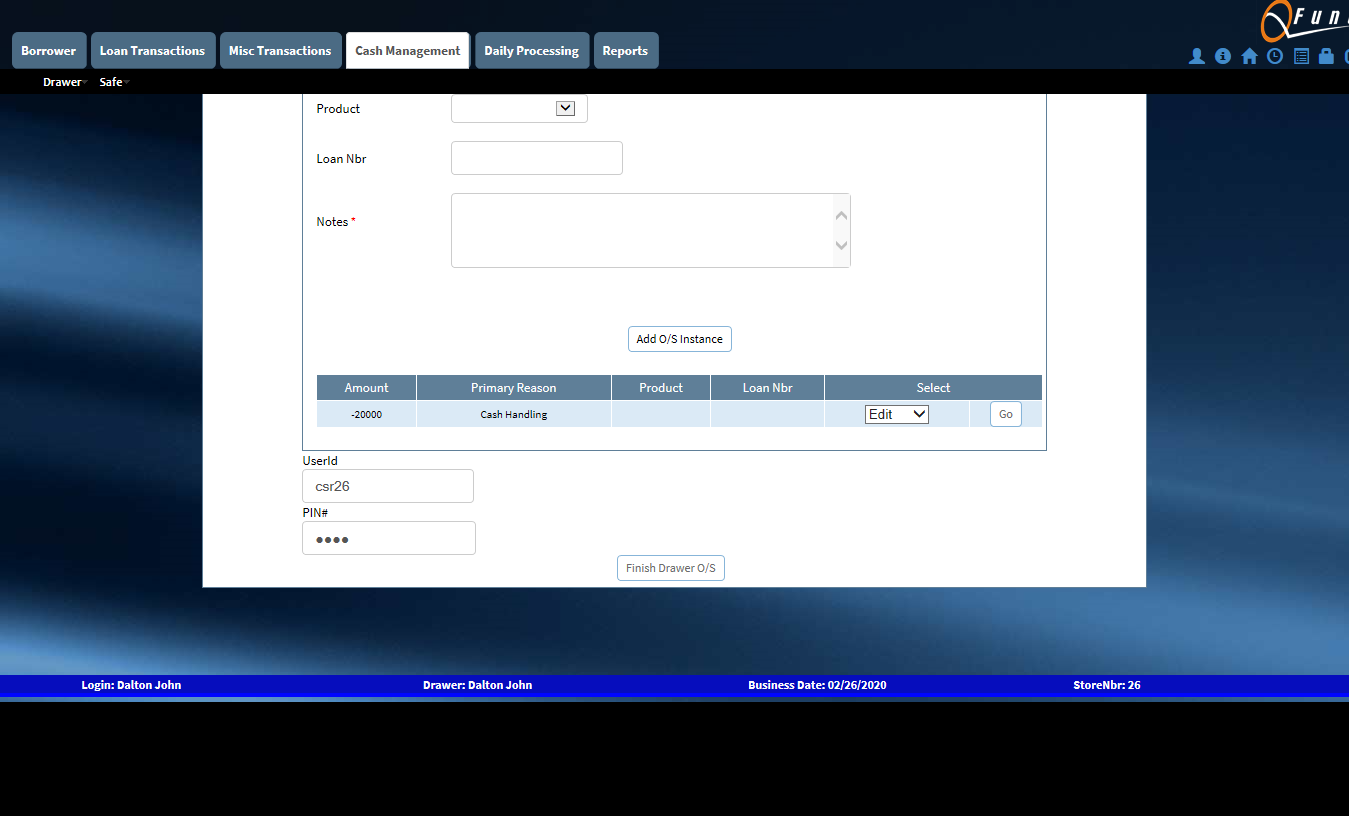 Fun
Borrower Loan Transactions Misc Transactions Cash Management Daily Processing Reports
Drawer Safe
Product
Loan Nbr
Notes *
Add O/S Instance
Amount Primary Reason Product Loan Nbr Select
-20000 Cash Handling Edit Go
UserId
csr26
PIN#
Finish Drawer O/S
Login: Dalton John Drawer: Dalton John Business Date: 02/26/2020 StoreNbr: 26